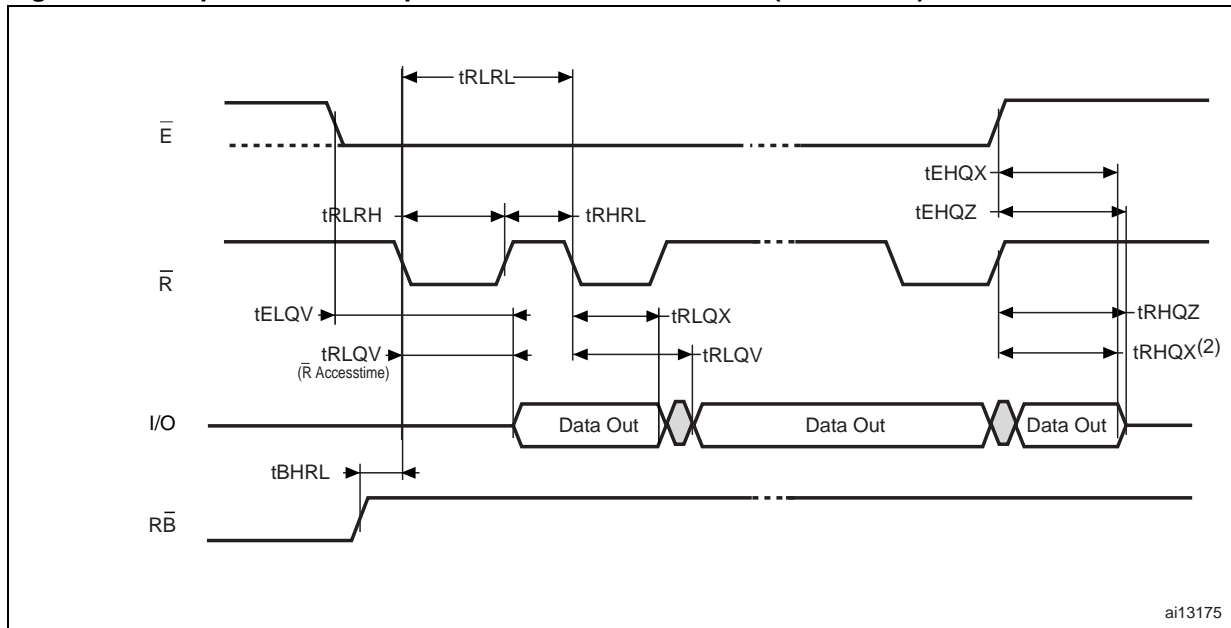 tRLRL
E̅
tEHQX
tEHQZ
tRLRH
tRHRL
R̅
tELQV
tRLQX
tRHQZ
tRLQV
(R̅ Accesstime)
tRLQV
tRHQX(2)
I/O
Data Out
Data Out
Data Out
tBHRL
RB̅
ai13175